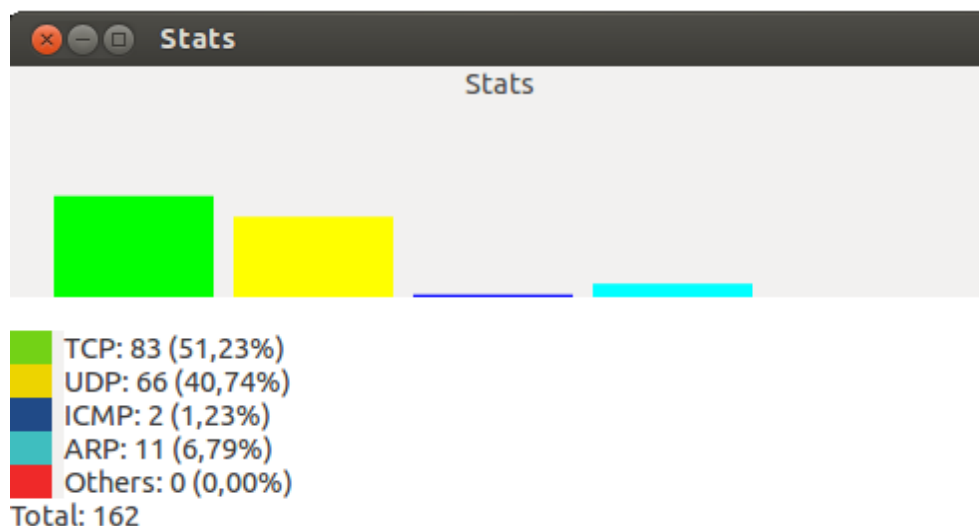 Stats
Stats
TCP: 83 (51,23%)
UDP: 66 (40,74%)
ICMP: 2 (1,23%)
ARP: 11 (6,79%)
Others: 0 (0,00%)
Total: 162